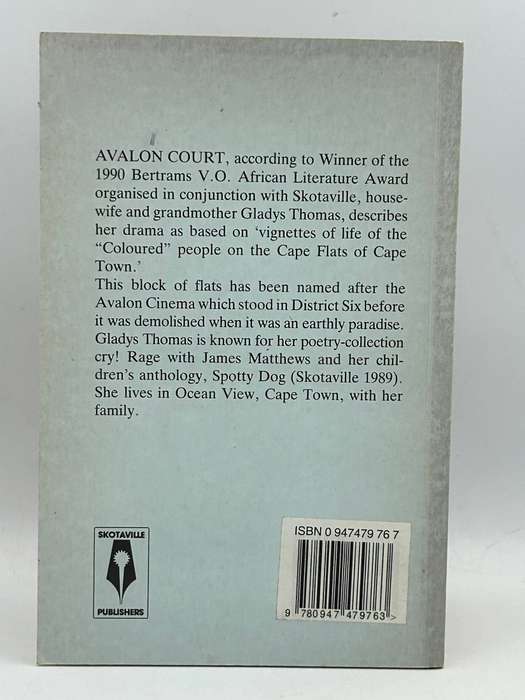 AVALON COURT, according to Winner of the
1990 Bertrams V.O. African Literature Award
organised in conjunction with Skotaville, house-
wife and grandmother Gladys Thomas, describes
her drama as based on ‘vignettes of life of the
“Coloured” people on the Cape Flats of Cape
Town.’
This block of flats has been named after the
Avalon Cinema which stood in District Six before
it was demolished when it was an earthly paradise.
Gladys Thomas is known for her poetry-collection
cry! Rage with James Matthews and her chil-
dren’s anthology, Spotty Dog (Skotaville 1989).
She lives in Ocean View, Cape Town, with her
family.
SKOTAVILLE
PUBLISHERS
ISBN 0 947479 76 7
9 780947 479763>